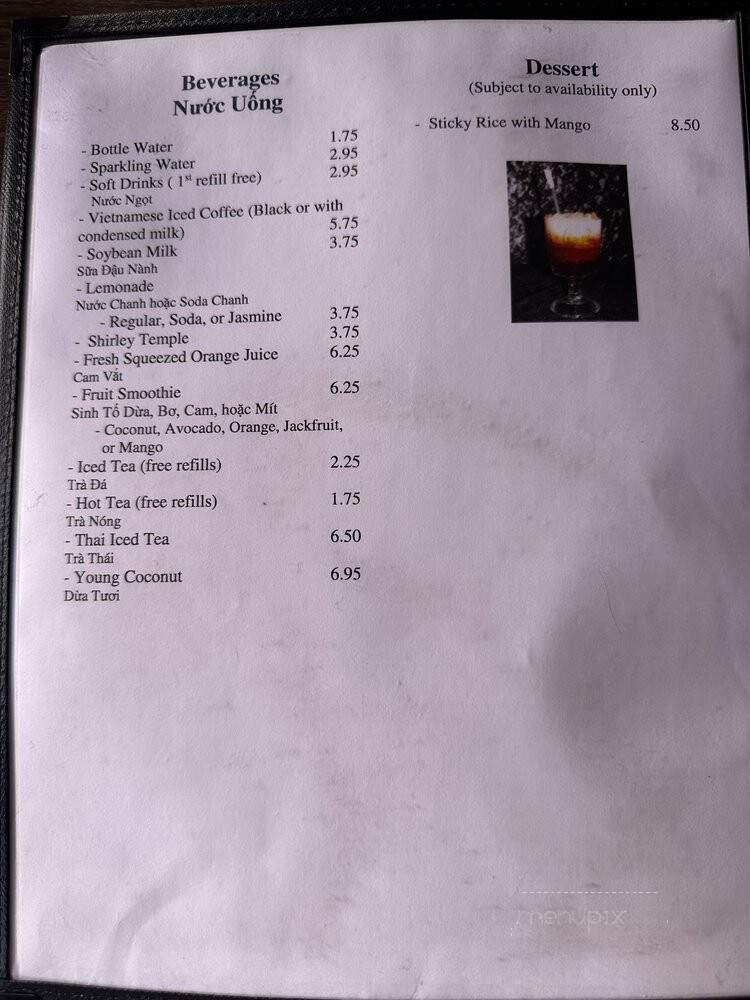 Beverages
Nước Uống
- Bottle Water 1.75
- Sparkling Water 2.95
- Soft Drinks ( 1st refill free) 2.95
Nước Ngọt
- Vietnamese Iced Coffee (Black or with
condensed milk) 5.75
- Soybean Milk 3.75
Sữa Đậu Nành
- Lemonade
Nước Chanh hoặc Soda Chanh
- Regular, Soda, or Jasmine 3.75
- Shirley Temple 3.75
- Fresh Squeezed Orange Juice 6.25
Cam Vắt
- Fruit Smoothie 6.25
Sinh Tố Dừa, Bơ, Cam, hoặc Mít
- Coconut, Avocado, Orange, Jackfruit,
or Mango
- Iced Tea (free refills) 2.25
Trà Đá
- Hot Tea (free refills) 1.75
Trà Nóng
- Thai Iced Tea 6.50
Trà Thái
- Young Coconut 6.95
Dừa Tươi
Dessert
(Subject to availability only)
- Sticky Rice with Mango 8.50
menupix